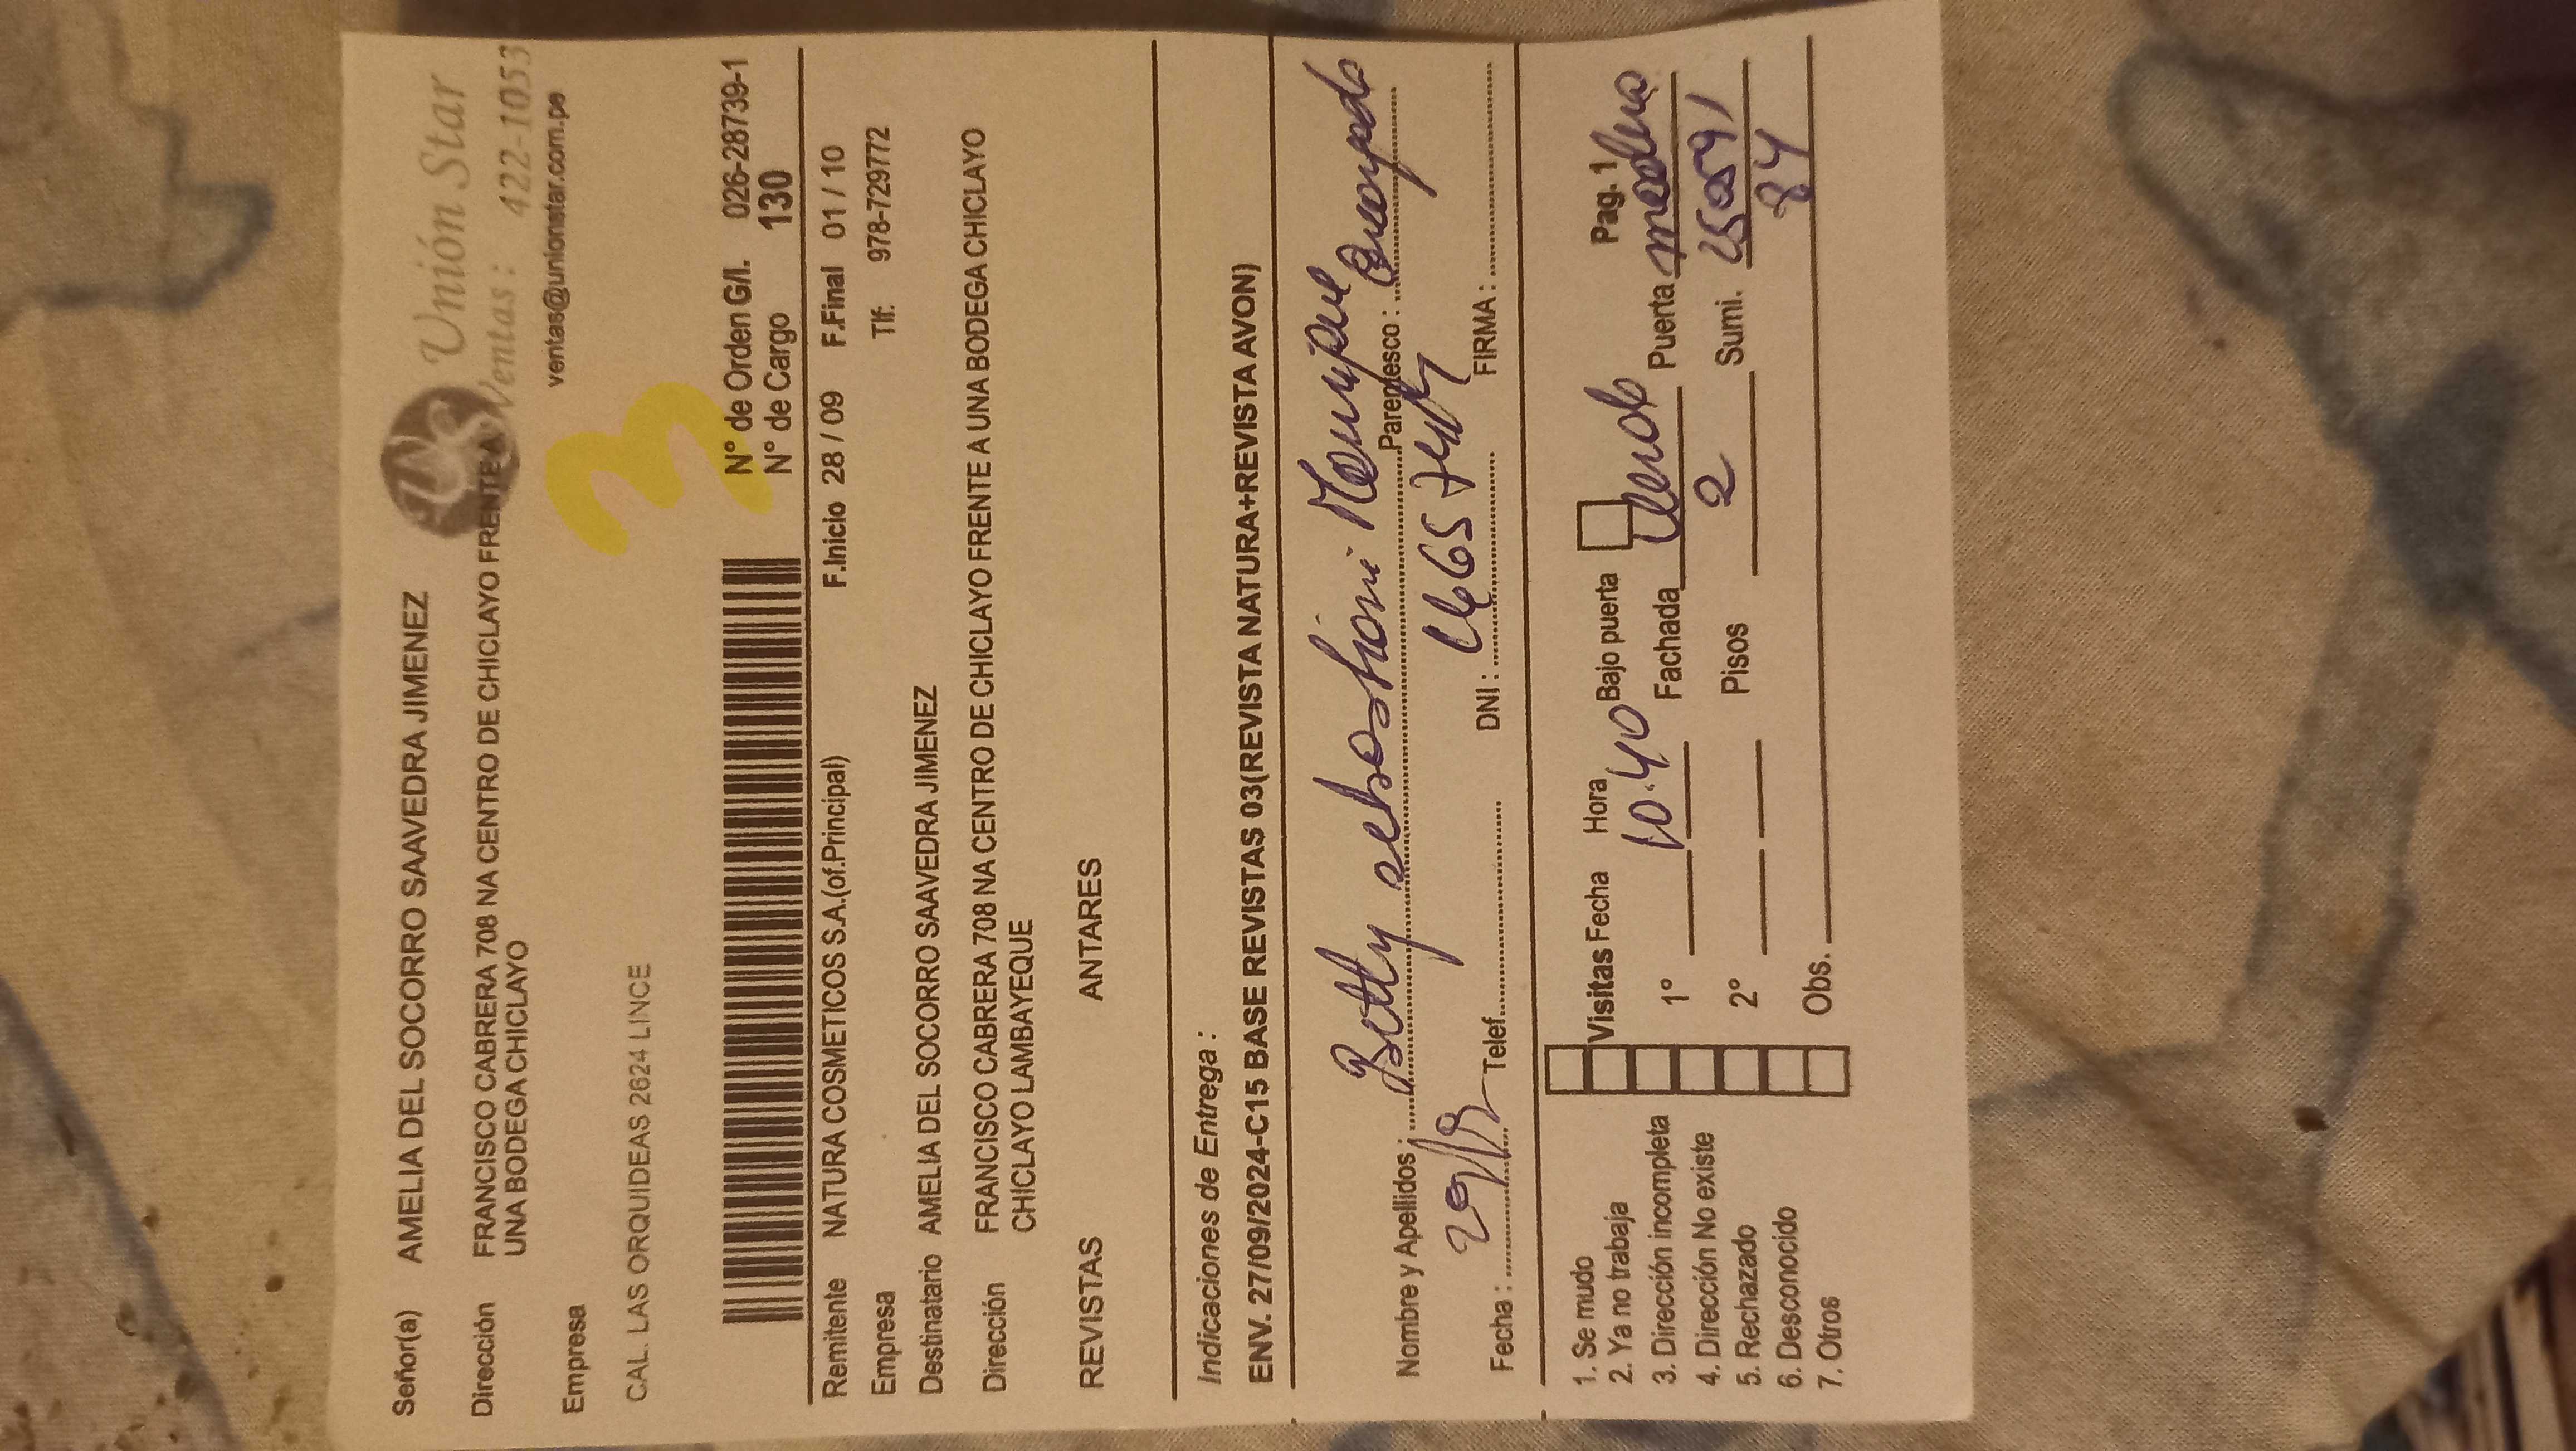 Unión Star
Ventas : 422-1053
ventas@unionstar.com.pe
Señor(a) AMELIA DEL SOCORRO SAAVEDRA JIMENEZ
Dirección FRANCISCO CABRERA 708 NA CENTRO DE CHICLAYO FRENTE A
UNA BODEGA CHICLAYO
Empresa
3
CAL. LAS ORQUIDEAS 2624 LINCE
N° de Orden G/I. 026-28739-1
N° de Cargo 130
Remitente NATURA COSMETICOS S.A.(of.Principal) F.Inicio 28 / 09 F.Final 01 / 10
Empresa Tlf: 978-729772
Destinatario AMELIA DEL SOCORRO SAAVEDRA JIMENEZ
Dirección FRANCISCO CABRERA 708 NA CENTRO DE CHICLAYO FRENTE A UNA BODEGA CHICLAYO
CHICLAYO LAMBAYEQUE
REVISTAS ANTARES
Indicaciones de Entrega :
ENV. 27/09/2024-C15 BASE REVISTAS 03(REVISTA NATURA+REVISTA AVON)
Nombre y Apellidos : Betty Parentesco :
Fecha : Telef. DNI : FIRMA :
1. Se mudo
2. Ya no trabaja
3. Dirección incompleta
4. Dirección No existe
5. Rechazado
6. Desconocido
7. Otros
Visitas Fecha Hora Bajo puerta Pag. 1
1° 10.40 Fachada Puerta
2° Pisos 2 Sumi. 
84
Obs.